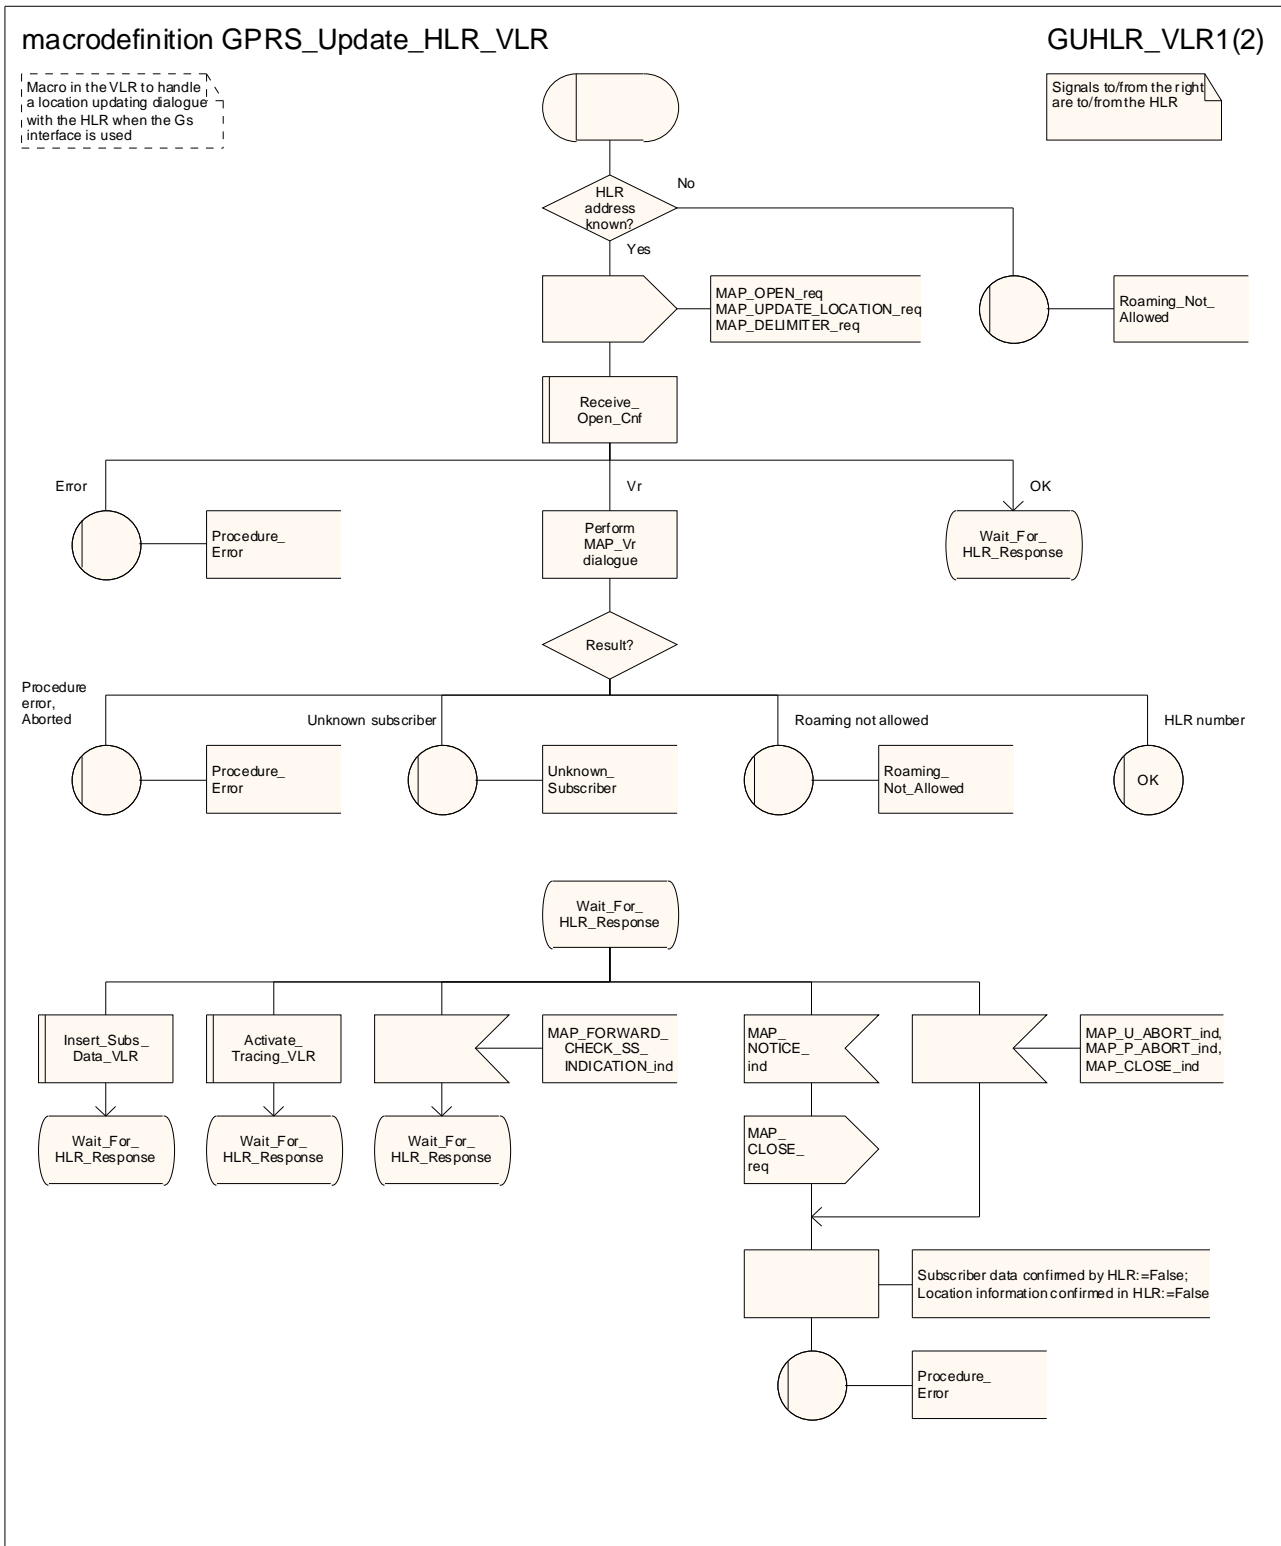 macrodefinition GPRS_Update_HLR_VLR
GUHLR_VLR1(2)
Macro in the VLR to handle
a location updating dialogue
with the HLR when the Gs
interface is used
Signals to/from the right
are to/from the HLR
HLR
address
known?
No
Yes
MAP_OPEN_req
MAP_UPDATE_LOCATION_req
MAP_DELIMITER_req
Roaming_Not_
Allowed
Receive_
Open_Cnf
Error
Vr
OK
Procedure_
Error
Perform
MAP_Vr
dialogue
Wait_For_
HLR_Response
Result?
Procedure
error,
Aborted
Unknown subscriber
Roaming not allowed
HLR number
Procedure_
Error
Unknown_
Subscriber
Roaming_
Not_Allowed
OK
Wait_For_
HLR_Response
Insert_Subs_
Data_VLR
Activate_
Tracing_VLR
MAP_FORWARD_
CHECK_SS_
INDICATION_ind
MAP_
NOTICE_
ind
MAP_U_ABORT_ind,
MAP_P_ABORT_ind,
MAP_CLOSE_ind
Wait_For_
HLR_Response
Wait_For_
HLR_Response
Wait_For_
HLR_Response
MAP_
CLOSE_
req
Subscriber data confirmed by HLR:=False;
Location information confirmed in HLR:=False
Procedure_
Error